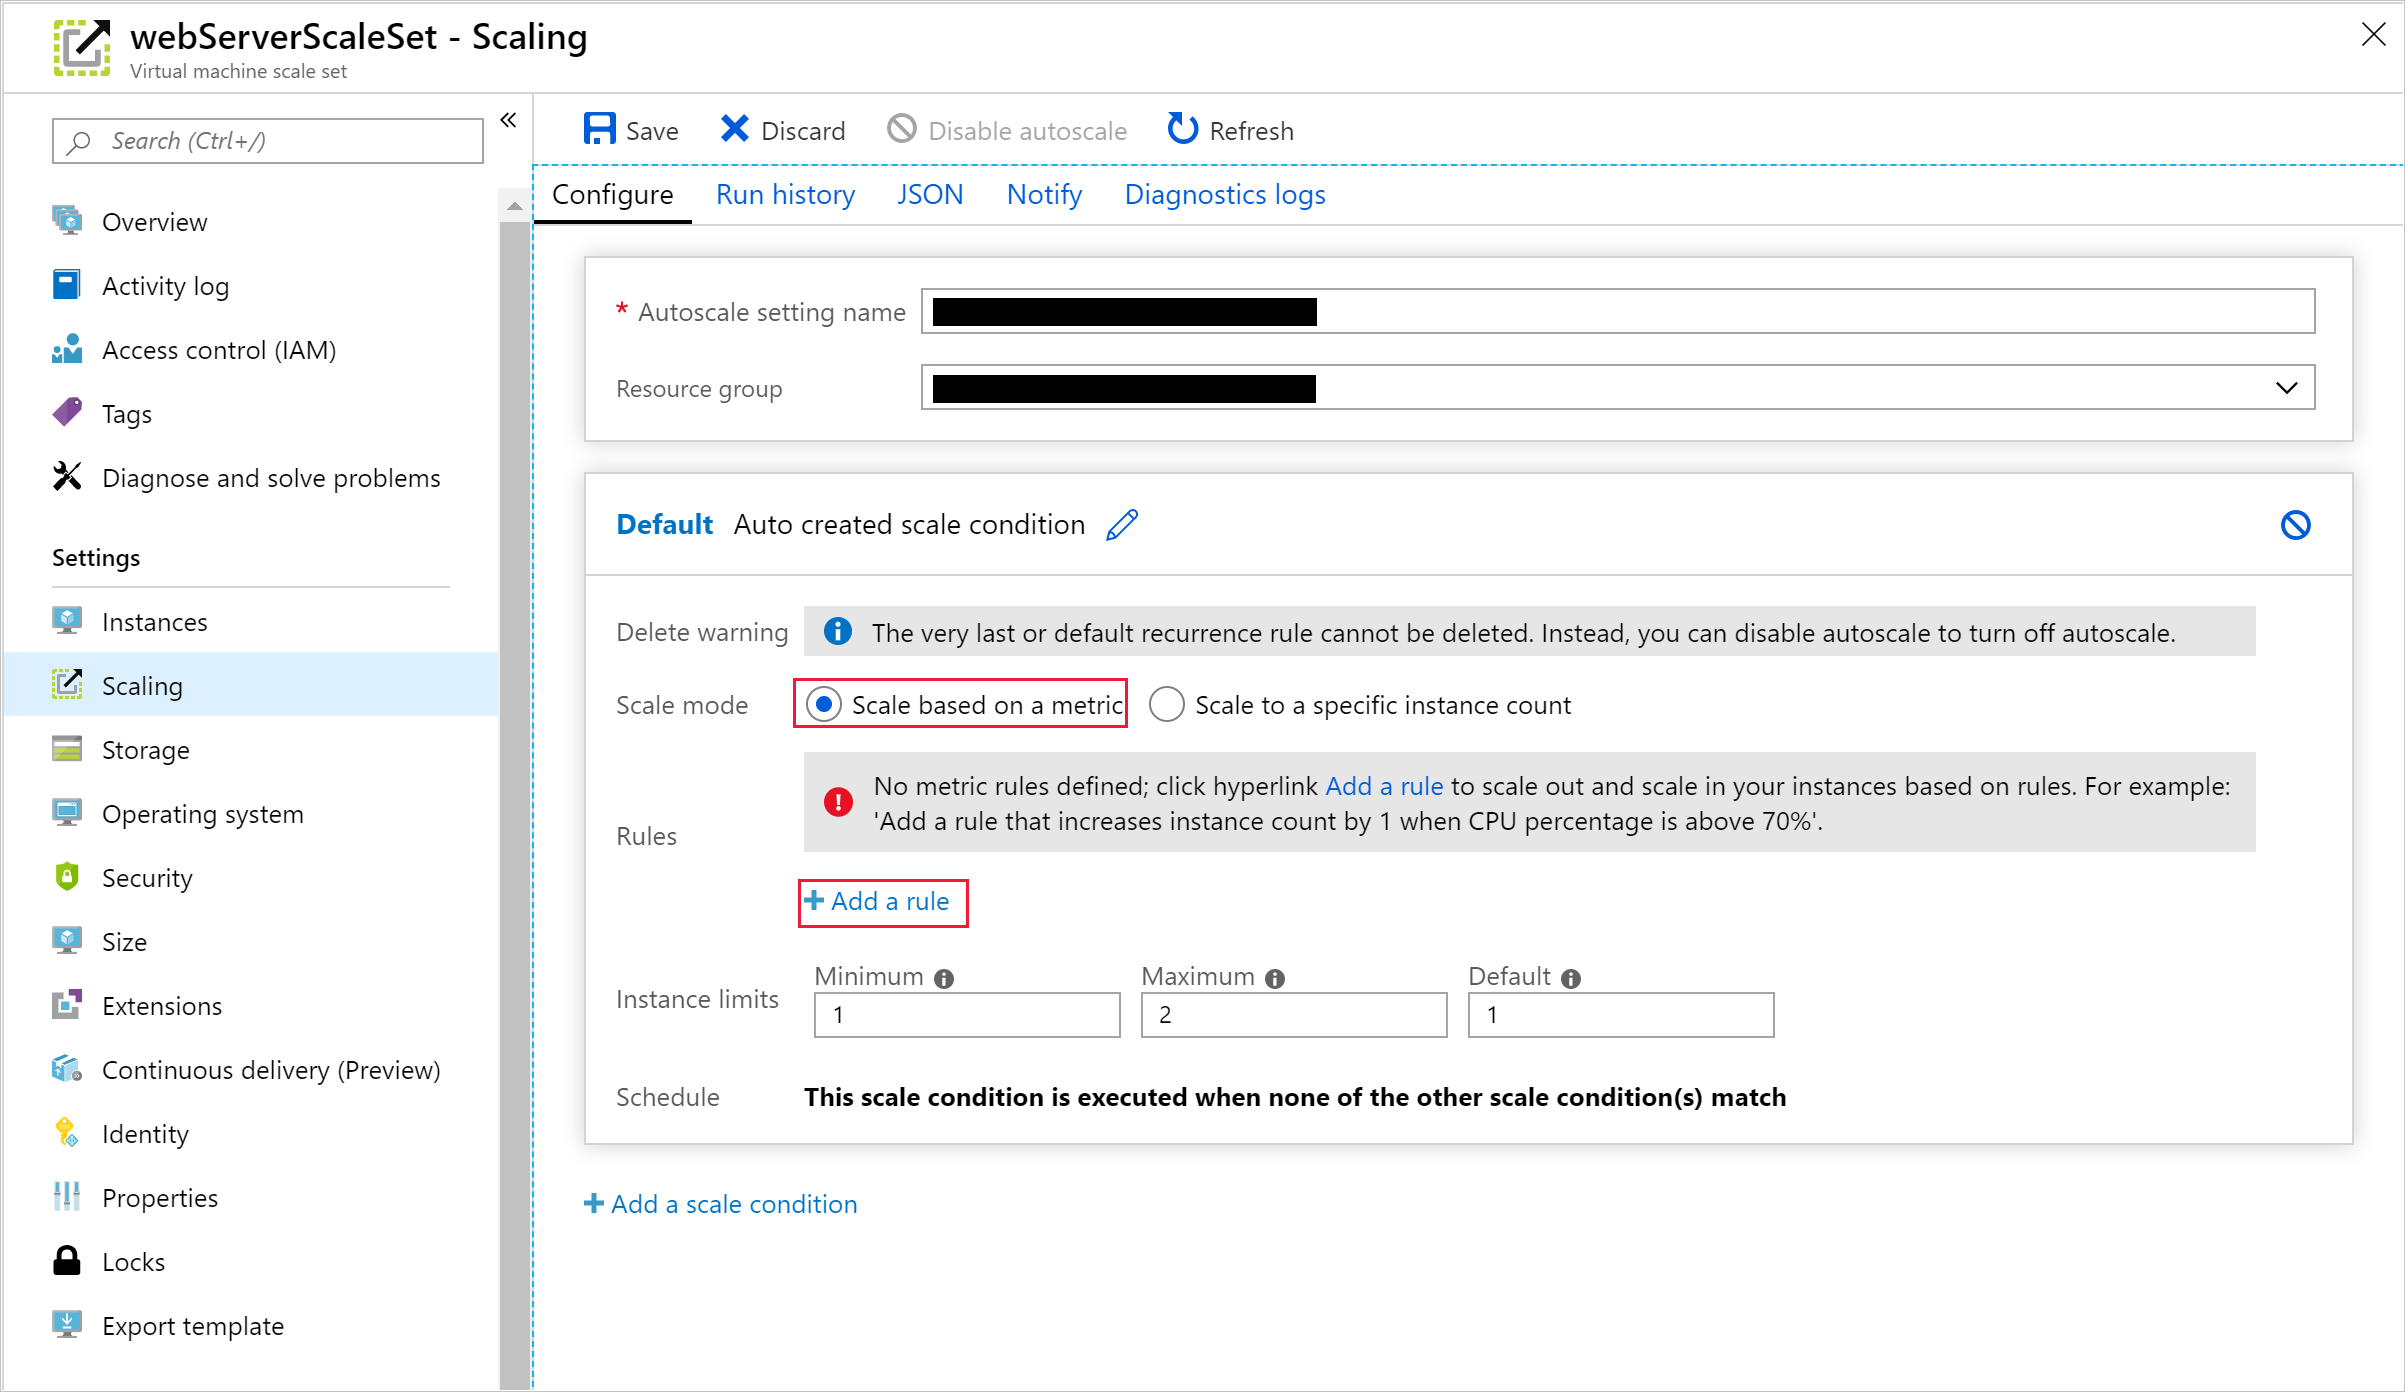 webServerScaleSet - Scaling
Virtual machine scale set
Search (Ctrl+/)
«
Overview
Activity log
Access control (IAM)
Tags
Diagnose and solve problems
Settings
Instances
Scaling
Storage
Operating system
Security
Size
Extensions
Continuous delivery (Preview)
Identity
Properties
Locks
Export template
Save Discard Disable autoscale Refresh
Configure Run history JSON Notify Diagnostics logs
* Autoscale setting name
Resource group
Default Auto created scale condition
Delete warning The very last or default recurrence rule cannot be deleted. Instead, you can disable autoscale to turn off autoscale.
Scale mode Scale based on a metric Scale to a specific instance count
Rules
No metric rules defined; click hyperlink Add a rule to scale out and scale in your instances based on rules. For example:
'Add a rule that increases instance count by 1 when CPU percentage is above 70%'.
+ Add a rule
Instance limits
Minimum Maximum Default
1 2 1
Schedule This scale condition is executed when none of the other scale condition(s) match
+ Add a scale condition